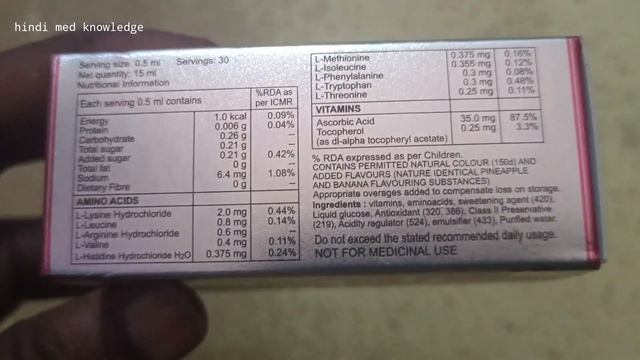 hindi med knowledge
Serving size. 0.5 ml Servings: 30
Net quantity: 15 ml
Nutritional Information
Each serving 0.5 ml contains %RDA as per ICMR
Energy 1.0 kcal 0.09%
Protein 0.006 g 0.04%
Carbohydrate 0.26 g --
Total sugar 0.21 g --
Added sugar 0.21 g 0.42%
Total fat 0 g --
Sodium 6.4 mg 1.08%
Dietary Fibre 0 g --
AMINO ACIDS
L-Lysine Hydrochloride 2.0 mg 0.44%
L-Leucine 0.8 mg 0.14%
L-Arginine Hydrochloride 0.6 mg --
L-Valine 0.4 mg 0.11%
L-Histidine Hydrochloride H2O 0.375 mg 0.24%
L-Methionine 0.375 mg 0.16%
L-Isoleucine 0.355 mg 0.12%
L-Phenylalanine 0.3 mg 0.08%
L-Tryptophan 0.3 mg 0.48%
L-Threonine 0.25 mg 0.11%
VITAMINS
Ascorbic Acid 35.0 mg 87.5%
Tocopherol 0.25 mg 3.3%
(as dl-alpha tocopheryl acetate)
% RDA expressed as per Children.
CONTAINS PERMITTED NATURAL COLOUR (150d) AND
ADDED FLAVOURS (NATURE IDENTICAL PINEAPPLE
AND BANANA FLAVOURING SUBSTANCES)
Appropriate overages added to compensate loss on storage.
Ingredients : vitamins, aminoacids, sweetening agent (420),
Liquid glucose, Antioxidant (320, 386), Class II Preservative
(219), Acidity regulator (524), emulsifier (433), Purified water.
Do not exceed the stated recommended daily usage.
NOT FOR MEDICINAL USE